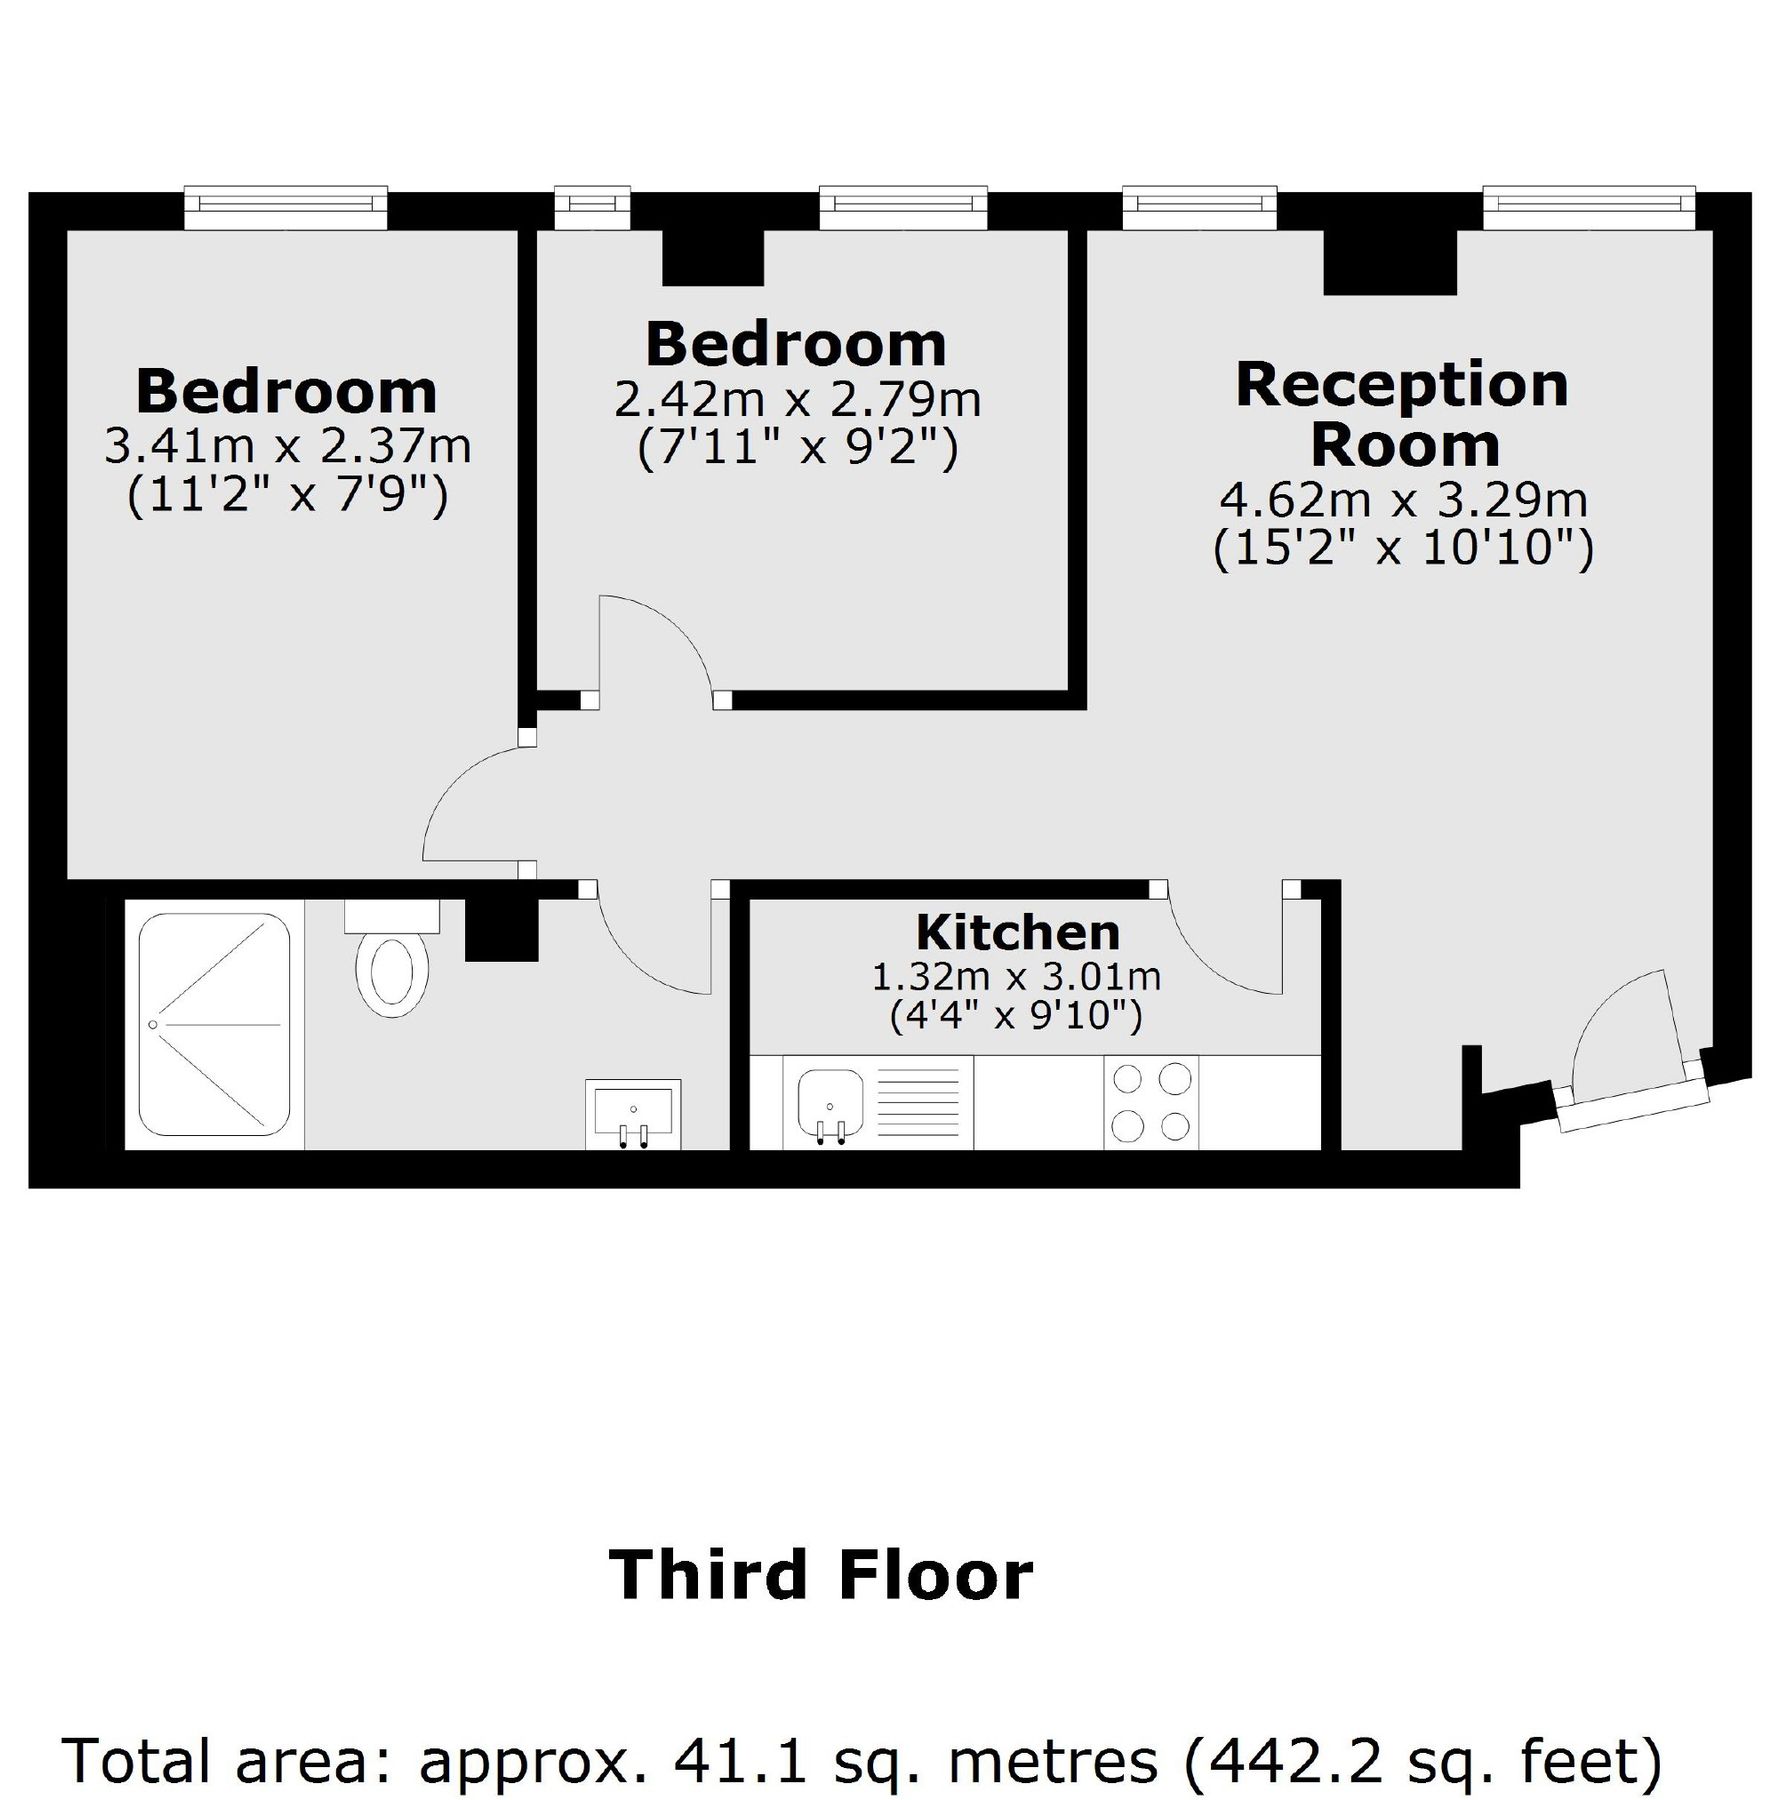 Bedroom
3.41m x 2.37m
(11'2" x 7'9")
Bedroom
2.42m x 2.79m
(7'11" x 9'2")
Reception
Room
4.62m x 3.29m
(15'2" x 10'10")
Kitchen
1.32m x 3.01m
(4'4" x 9'10")
Third Floor
Total area: approx. 41.1 sq. metres (442.2 sq. feet)